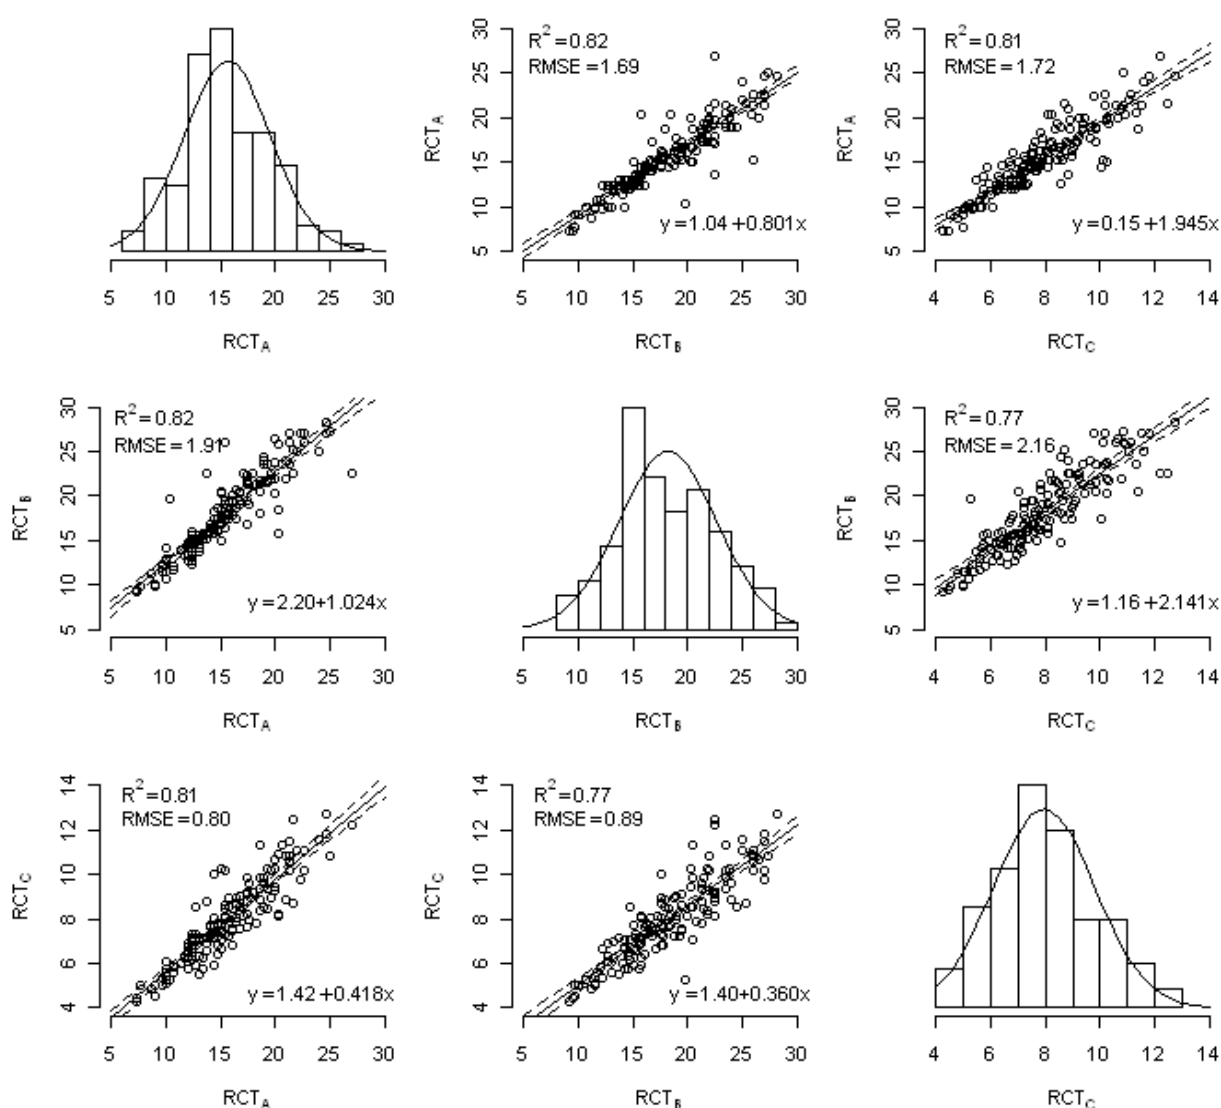 5 10 15 20 25 30
RCT_A
R²=0.82
RMSE=1.69
y=1.04+0.801x
RCT_A
5 10 15 20 25 30
5 10 15 20 25 30
RCT_B
R²=0.81
RMSE=1.72
y=0.15+1.945x
RCT_A
5 10 15 20 25 30
4 6 8 10 12 14
RCT_C
R²=0.82
RMSE=1.91
y=2.20+1.024x
RCT_B
5 10 15 20 25 30
5 10 15 20 25 30
RCT_A
5 10 15 20 25 30
RCT_B
R²=0.77
RMSE=2.16
y=1.16+2.141x
RCT_B
5 10 15 20 25 30
4 6 8 10 12 14
RCT_C
R²=0.81
RMSE=0.80
y=1.42+0.418x
RCT_C
4 6 8 10 12 14
5 10 15 20 25 30
RCT_A
R²=0.77
RMSE=0.89
y=1.40+0.360x
RCT_C
4 6 8 10 12 14
5 10 15 20 25 30
RCT_B
4 6 8 10 12 14
RCT_C